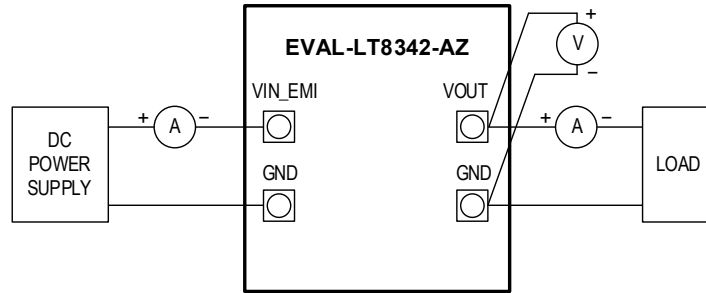 EVAL-LT8342-AZ
+
V
–
VIN_EMI
VOUT
+ A –
+ A –
DC
POWER
SUPPLY
GND
GND
LOAD